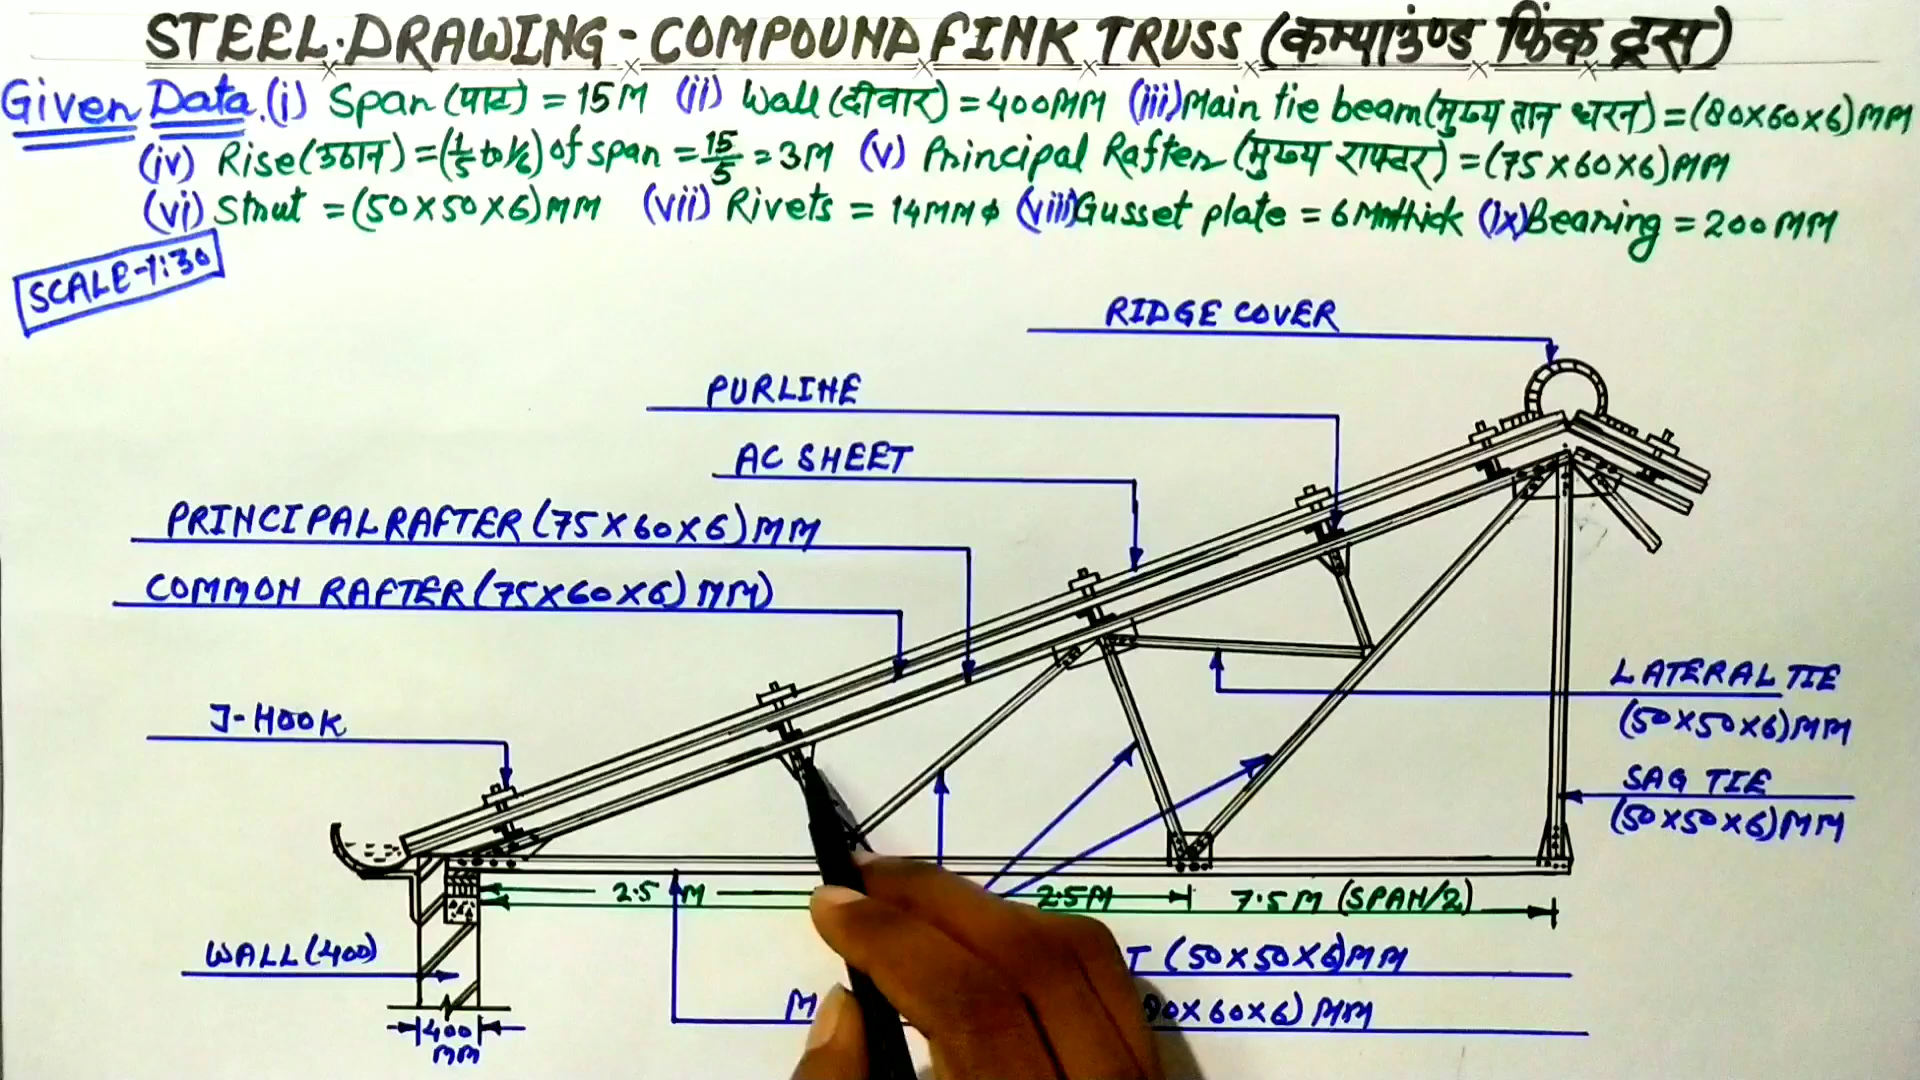 STEEL.DRAWING-COMPOUND FINK TRUSS (कम्पाउंण्ड फिंक ट्रस)
Given Data.(i) Span (पाट) = 15M (ii) Wall (दीवार) = 400MM (iii) Main tie beam (मुख्य तान धरन) = (80x60x6)MM
(iv) Rise (उठान) = (1/5 to 1/6) of span = 15/5 = 3M (v) Principal Rafter (मुख्य राफ्टर) = (75x60x6)MM
(vi) Strut = (50x50x6)MM (vii) Rivets = 14MMΦ (viii) Gusset plate = 6MMthick (ix) Bearing = 200MM
SCALE-1:30
RIDGE COVER
PURLINE
AC SHEET
PRINCIPAL RAFTER (75x60x6)MM
COMMON RAFTER (75x60x6)MM)
LATERAL TIE
(50x50x6)MM
J-HOOK
SAG TIE
(50x50x6)MM
2.5 M
2.5M
7.5M (SPAN/2)
WALL (400)
T (50x50x6)MM
M
80x60x6) MM
400
MM